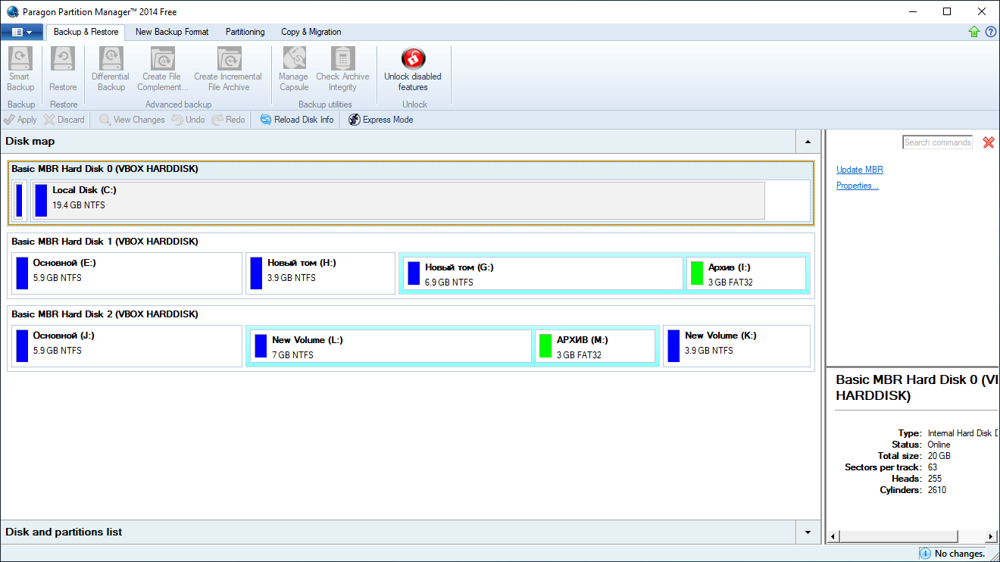 Paragon Partition Manager™ 2014 Free
Backup & Restore New Backup Format Partitioning Copy & Migration
Smart Backup
Restore
Differential Backup
Create File Complement...
Create Incremental File Archive
Manage Capsule
Check Archive Integrity
Unlock disabled features
Backup Restore Advanced backup Backup utilities Unlock
Apply Discard View Changes Undo Redo Reload Disk Info Express Mode
Disk map
Search commands
Basic MBR Hard Disk 0 (VBOX HARDDISK)
Local Disk (C:)
19.4 GB NTFS
Update MBR
Properties...
Basic MBR Hard Disk 1 (VBOX HARDDISK)
Основной (E:)
5.9 GB NTFS
Новый том (H:)
3.9 GB NTFS
Новый том (G:)
6.9 GB NTFS
Архив (I:)
3 GB FAT32
Basic MBR Hard Disk 2 (VBOX HARDDISK)
Основной (J:)
5.9 GB NTFS
New Volume (L:)
7 GB NTFS
АРХИВ (M:)
3 GB FAT32
New Volume (K:)
3.9 GB NTFS
Basic MBR Hard Disk 0 (VI
HARDDISK)
Type: Internal Hard Disk D
Status: Online
Total size: 20 GB
Sectors per track: 63
Heads: 255
Cylinders: 2610
Disk and partitions list
No changes.